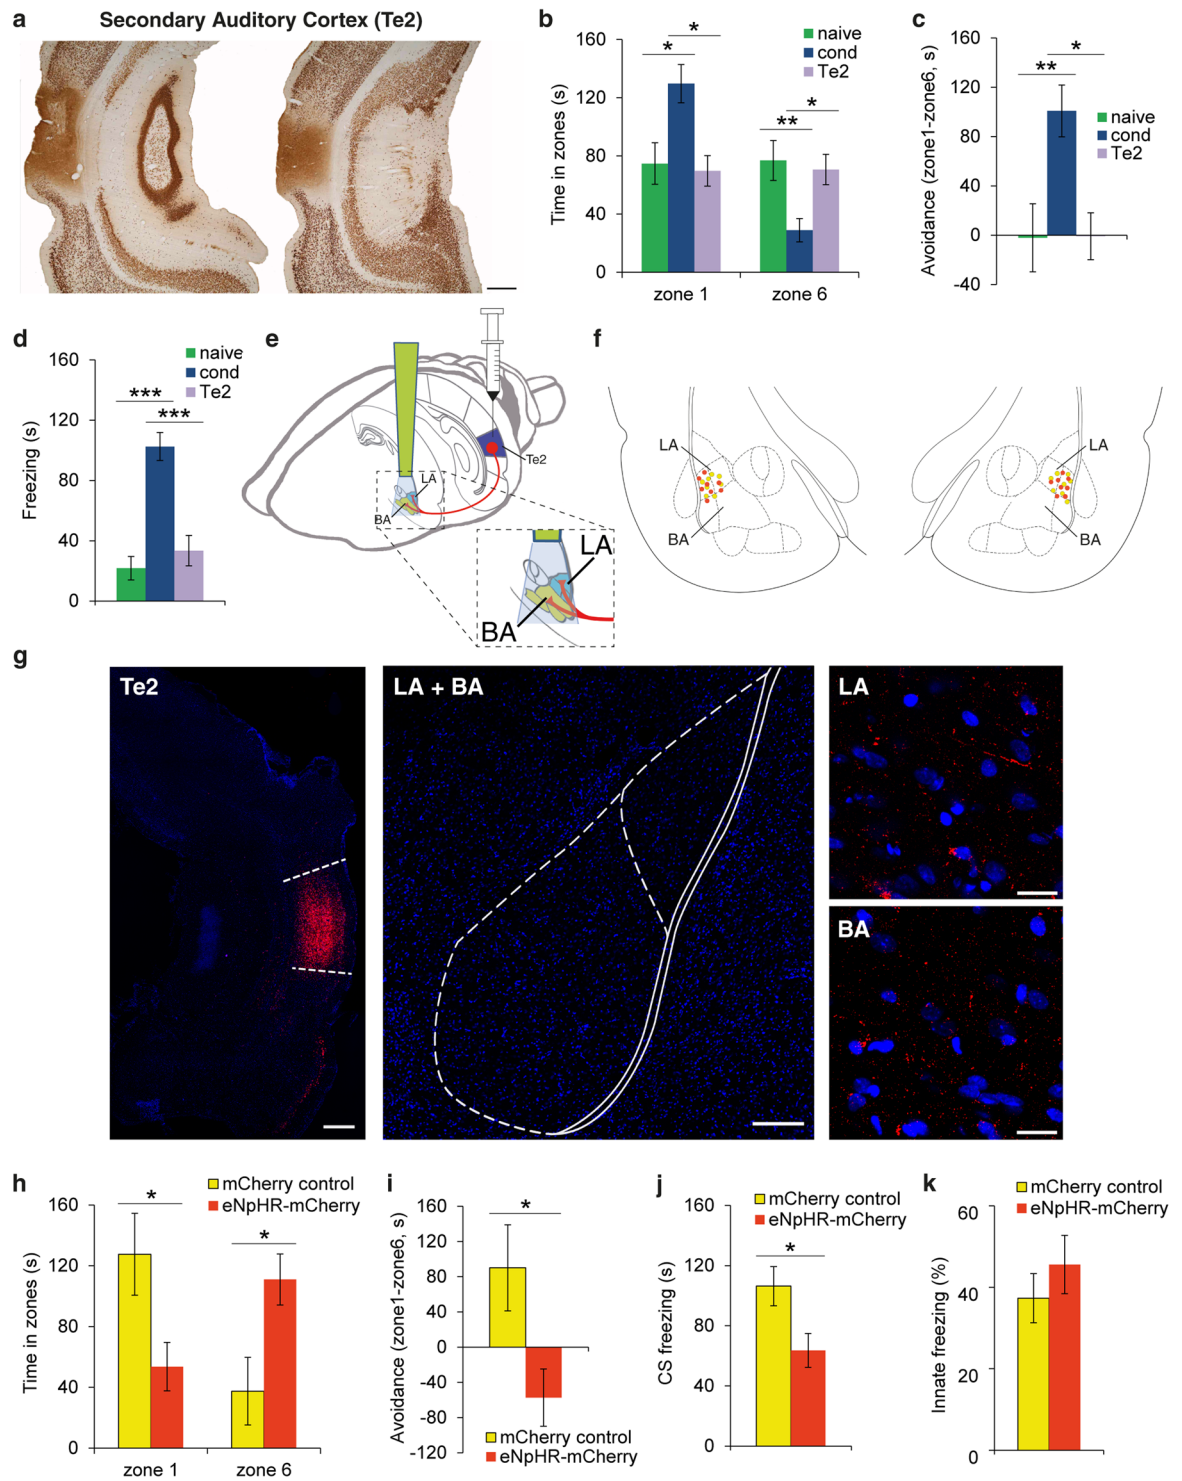 a
Secondary Auditory Cortex (Te2)
b
Time in zones (s)
160
120
80
40
0
naive
cond
Te2
*
*
**
*
zone 1
zone 6
c
Avoidance (zone1-zone6, s)
160
120
80
40
0
-40
**
*
naive
cond
Te2
d
Freezing (s)
160
120
80
40
0
naive
cond
Te2
***
***
e
Te2
LA
BA
LA
BA
f
LA
BA
LA
BA
g
Te2
LA + BA
LA
BA
h
Time in zones (s)
160
120
80
40
0
mCherry control
eNpHR-mCherry
*
*
zone 1
zone 6
i
Avoidance (zone1-zone6, s)
160
120
80
40
0
-40
-80
-120
*
mCherry control
eNpHR-mCherry
j
CS freezing (s)
160
120
80
40
0
mCherry control
eNpHR-mCherry
*
k
Innate freezing (%)
60
40
20
0
mCherry control
eNpHR-mCherry